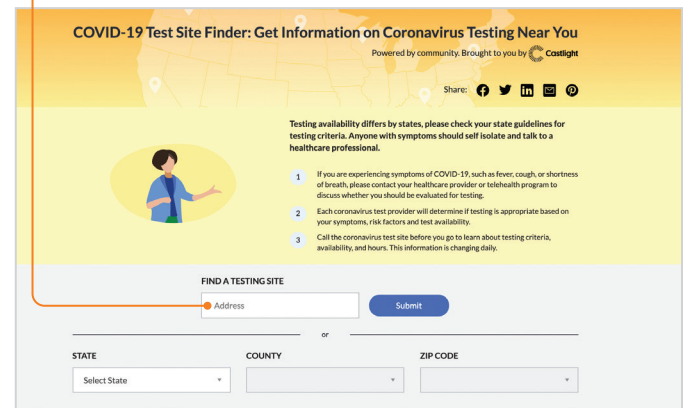 COVID-19 Test Site Finder: Get Information on Coronavirus Testing Near You
Powered by community. Brought to you by Castlight
Share:
Testing availability differs by states, please check your state guidelines for
testing criteria. Anyone with symptoms should self isolate and talk to a
healthcare professional.
1 If you are experiencing symptoms of COVID-19, such as fever, cough, or shortness
of breath, please contact your healthcare provider or telehealth program to
discuss whether you should be evaluated for testing.
2 Each coronavirus test provider will determine if testing is appropriate based on
your symptoms, risk factors and test availability.
3 Call the coronavirus test site before you go to learn about testing criteria,
availability, and hours. This information is changing daily.
FIND A TESTING SITE
Address Submit
or
STATE COUNTY ZIP CODE
Select State